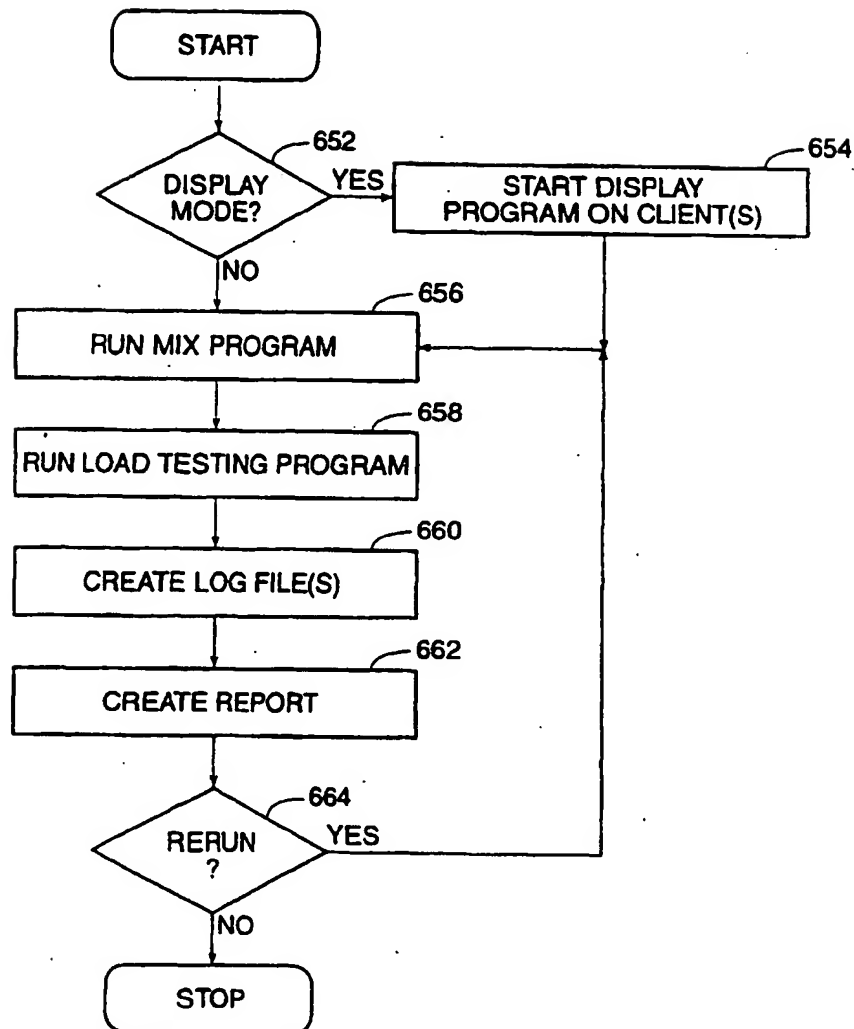 START
652
DISPLAY
MODE?
YES
654
START DISPLAY
PROGRAM ON CLIENT(S)
NO
656
RUN MIX PROGRAM
658
RUN LOAD TESTING PROGRAM
660
CREATE LOG FILE(S)
662
CREATE REPORT
664
RERUN
?
YES
NO
STOP